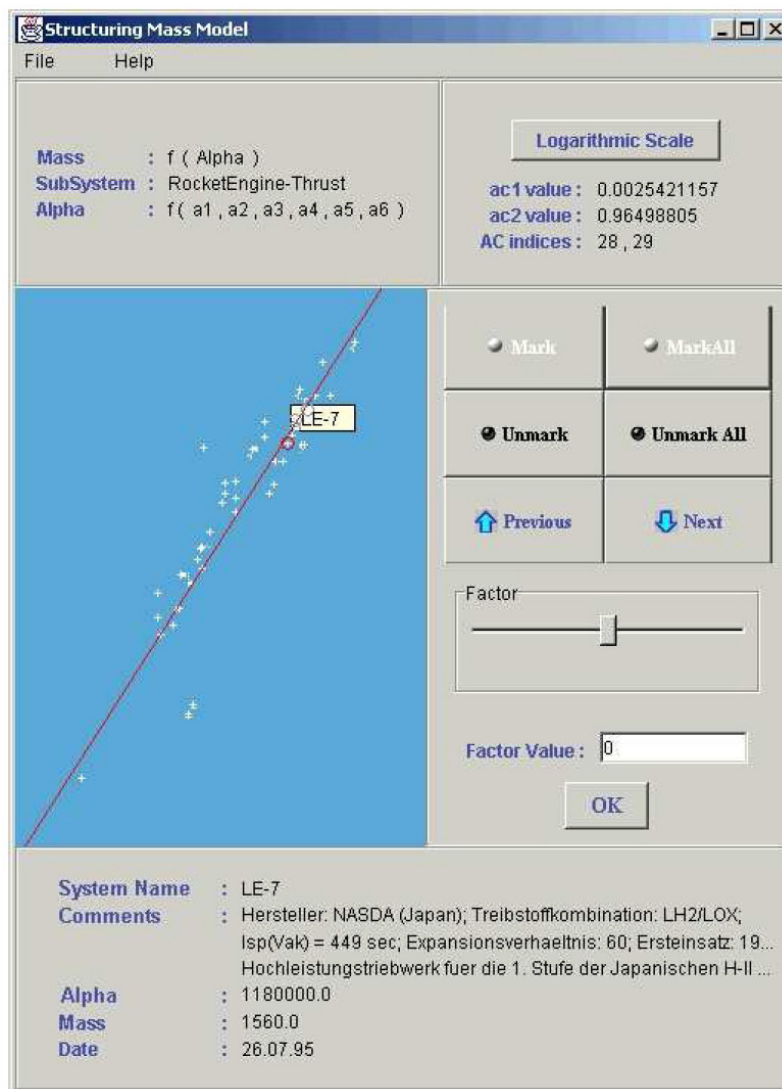 Structuring Mass Model
File Help
Mass : f ( Alpha )
SubSystem : RocketEngine-Thrust
Alpha : f( a1 , a2 , a3 , a4 , a5 , a6 )
Logarithmic Scale
ac1 value : 0.0025421157
ac2 value : 0.96498805
AC indices : 28 , 29
LE-7
Mark MarkAll
Unmark Unmark All
Previous Next
Factor
Factor Value : 0
OK
System Name : LE-7
Comments : Hersteller: NASDA (Japan); Treibstoffkombination: LH2/LOX;
Isp(Vak) = 449 sec; Expansionsverhaeltnis: 60; Ersteinsatz: 19...
Hochleistungstriebwerk fuer die 1. Stufe der Japanischen H-II ...
Alpha : 1180000.0
Mass : 1560.0
Date : 26.07.95